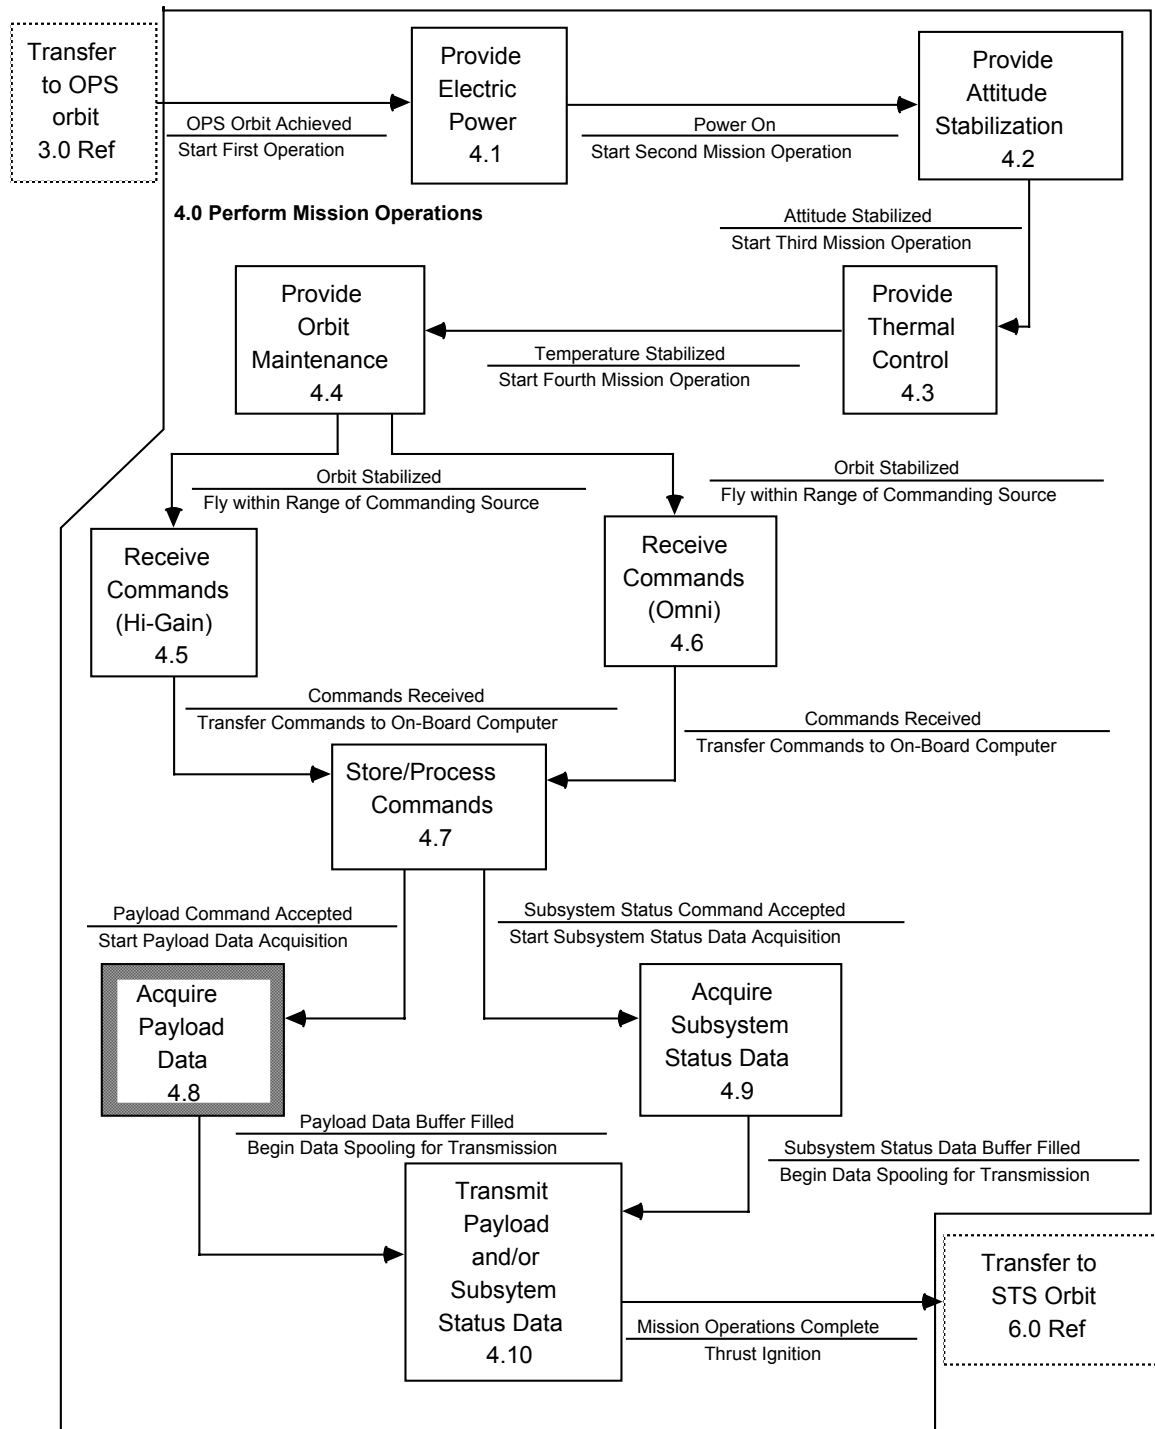 Transfer
to OPS
orbit
3.0 Ref
OPS Orbit Achieved
Start First Operation
Provide
Electric
Power
4.1
Power On
Start Second Mission Operation
Provide
Attitude
Stabilization
4.2
4.0 Perform Mission Operations
Attitude Stabilized
Start Third Mission Operation
Provide
Thermal
Control
4.3
Temperature Stabilized
Start Fourth Mission Operation
Provide
Orbit
Maintenance
4.4
Orbit Stabilized
Fly within Range of Commanding Source
Orbit Stabilized
Fly within Range of Commanding Source
Receive
Commands
(Hi-Gain)
4.5
Receive
Commands
(Omni)
4.6
Commands Received
Transfer Commands to On-Board Computer
Commands Received
Transfer Commands to On-Board Computer
Store/Process
Commands
4.7
Payload Command Accepted
Start Payload Data Acquisition
Subsystem Status Command Accepted
Start Subsystem Status Data Acquisition
Acquire
Payload
Data
4.8
Acquire
Subsystem
Status Data
4.9
Payload Data Buffer Filled
Begin Data Spooling for Transmission
Subsystem Status Data Buffer Filled
Begin Data Spooling for Transmission
Transmit
Payload
and/or
Subsytem
Status Data
4.10
Mission Operations Complete
Thrust Ignition
Transfer to
STS Orbit
6.0 Ref